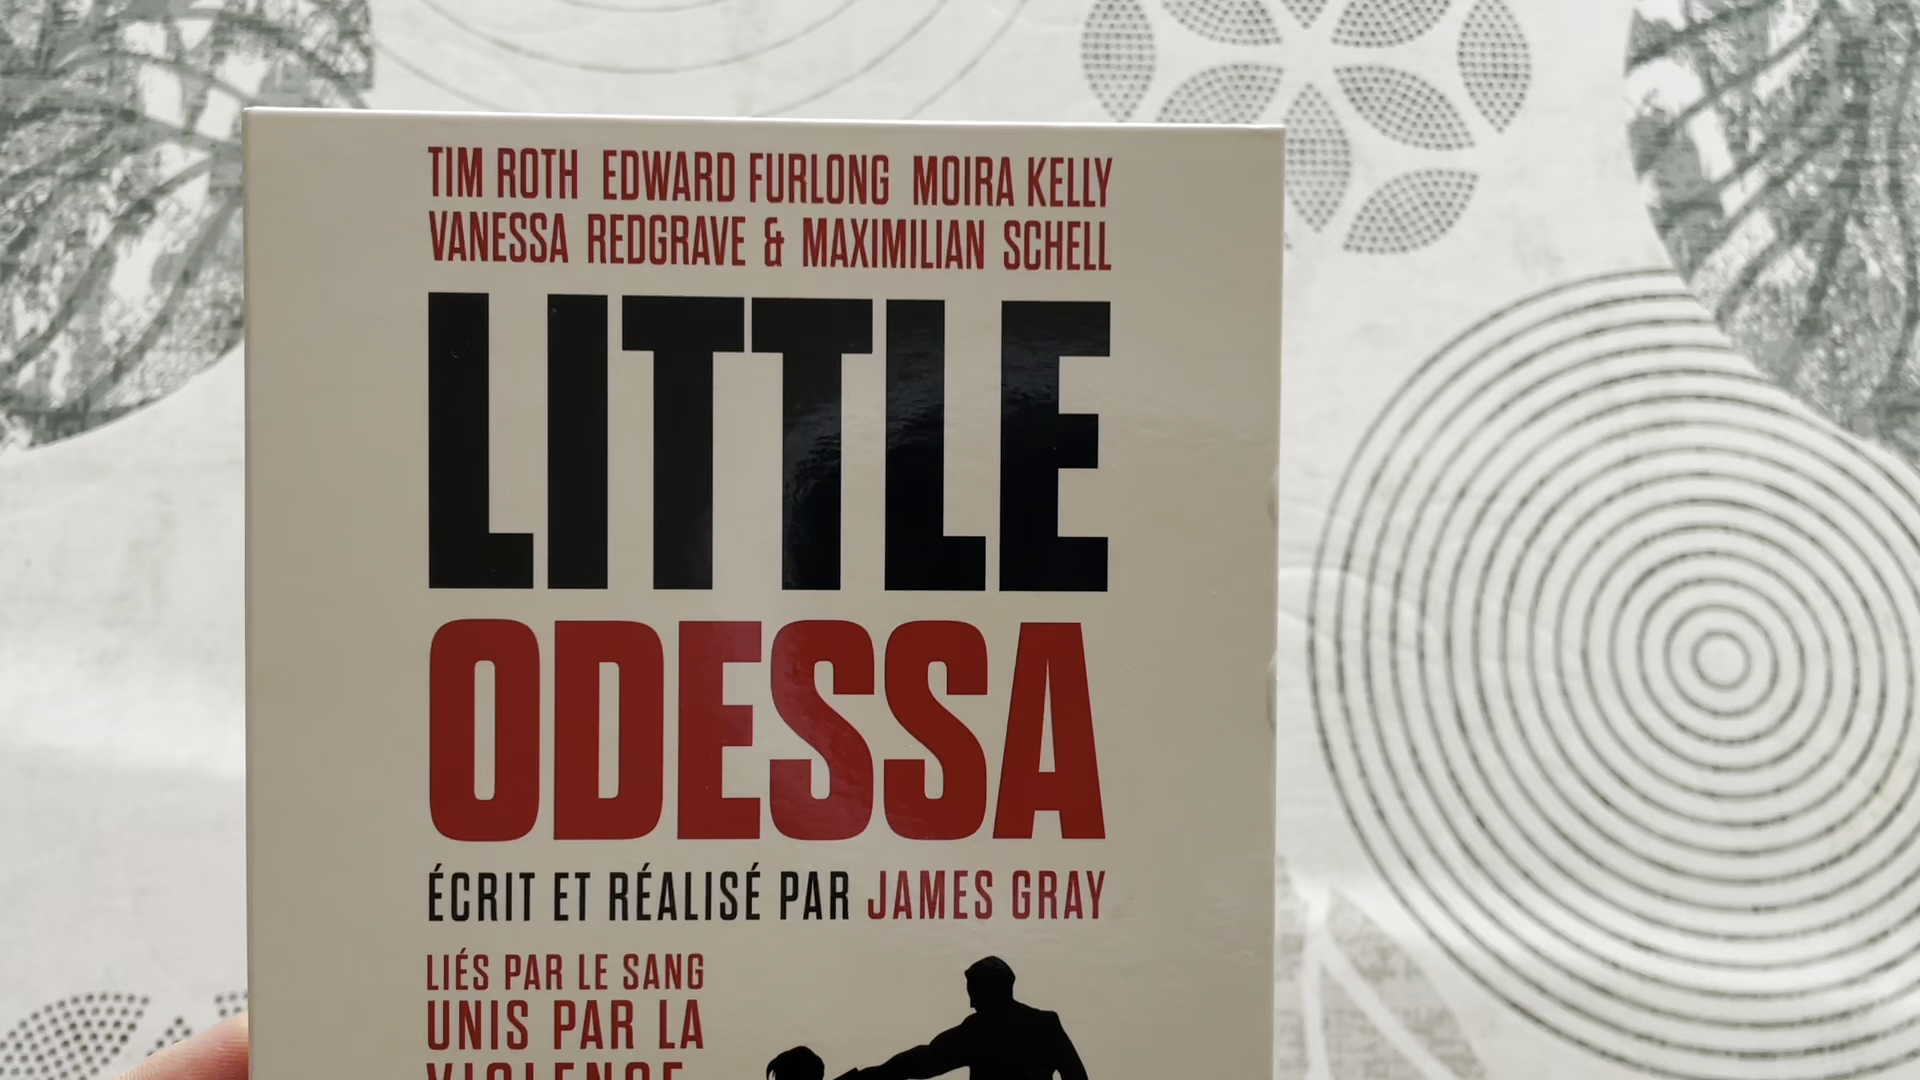 TIM ROTH EDWARD FURLONG MOIRA KELLY
VANESSA REDGRAVE & MAXIMILIAN SCHELL
LITTLE
ODESSA
ÉCRIT ET RÉALISÉ PAR JAMES GRAY
LIÉS PAR LE SANG
UNIS PAR LA
VIOLENCE